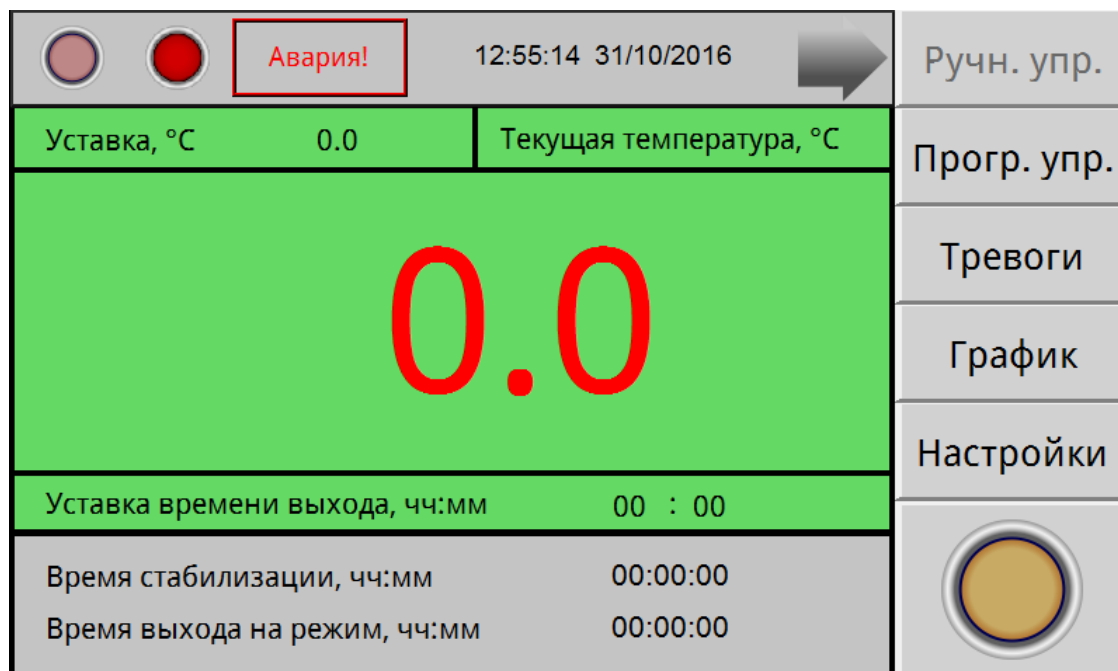 Авария!
12:55:14 31/10/2016
Ручн. упр.
Уставка, °C 0.0
Текущая температура, °C
Прогр. упр.
0.0
Тревоги
График
Настройки
Уставка времени выхода, чч:мм 00 : 00
Время стабилизации, чч:мм 00:00:00
Время выхода на режим, чч:мм 00:00:00